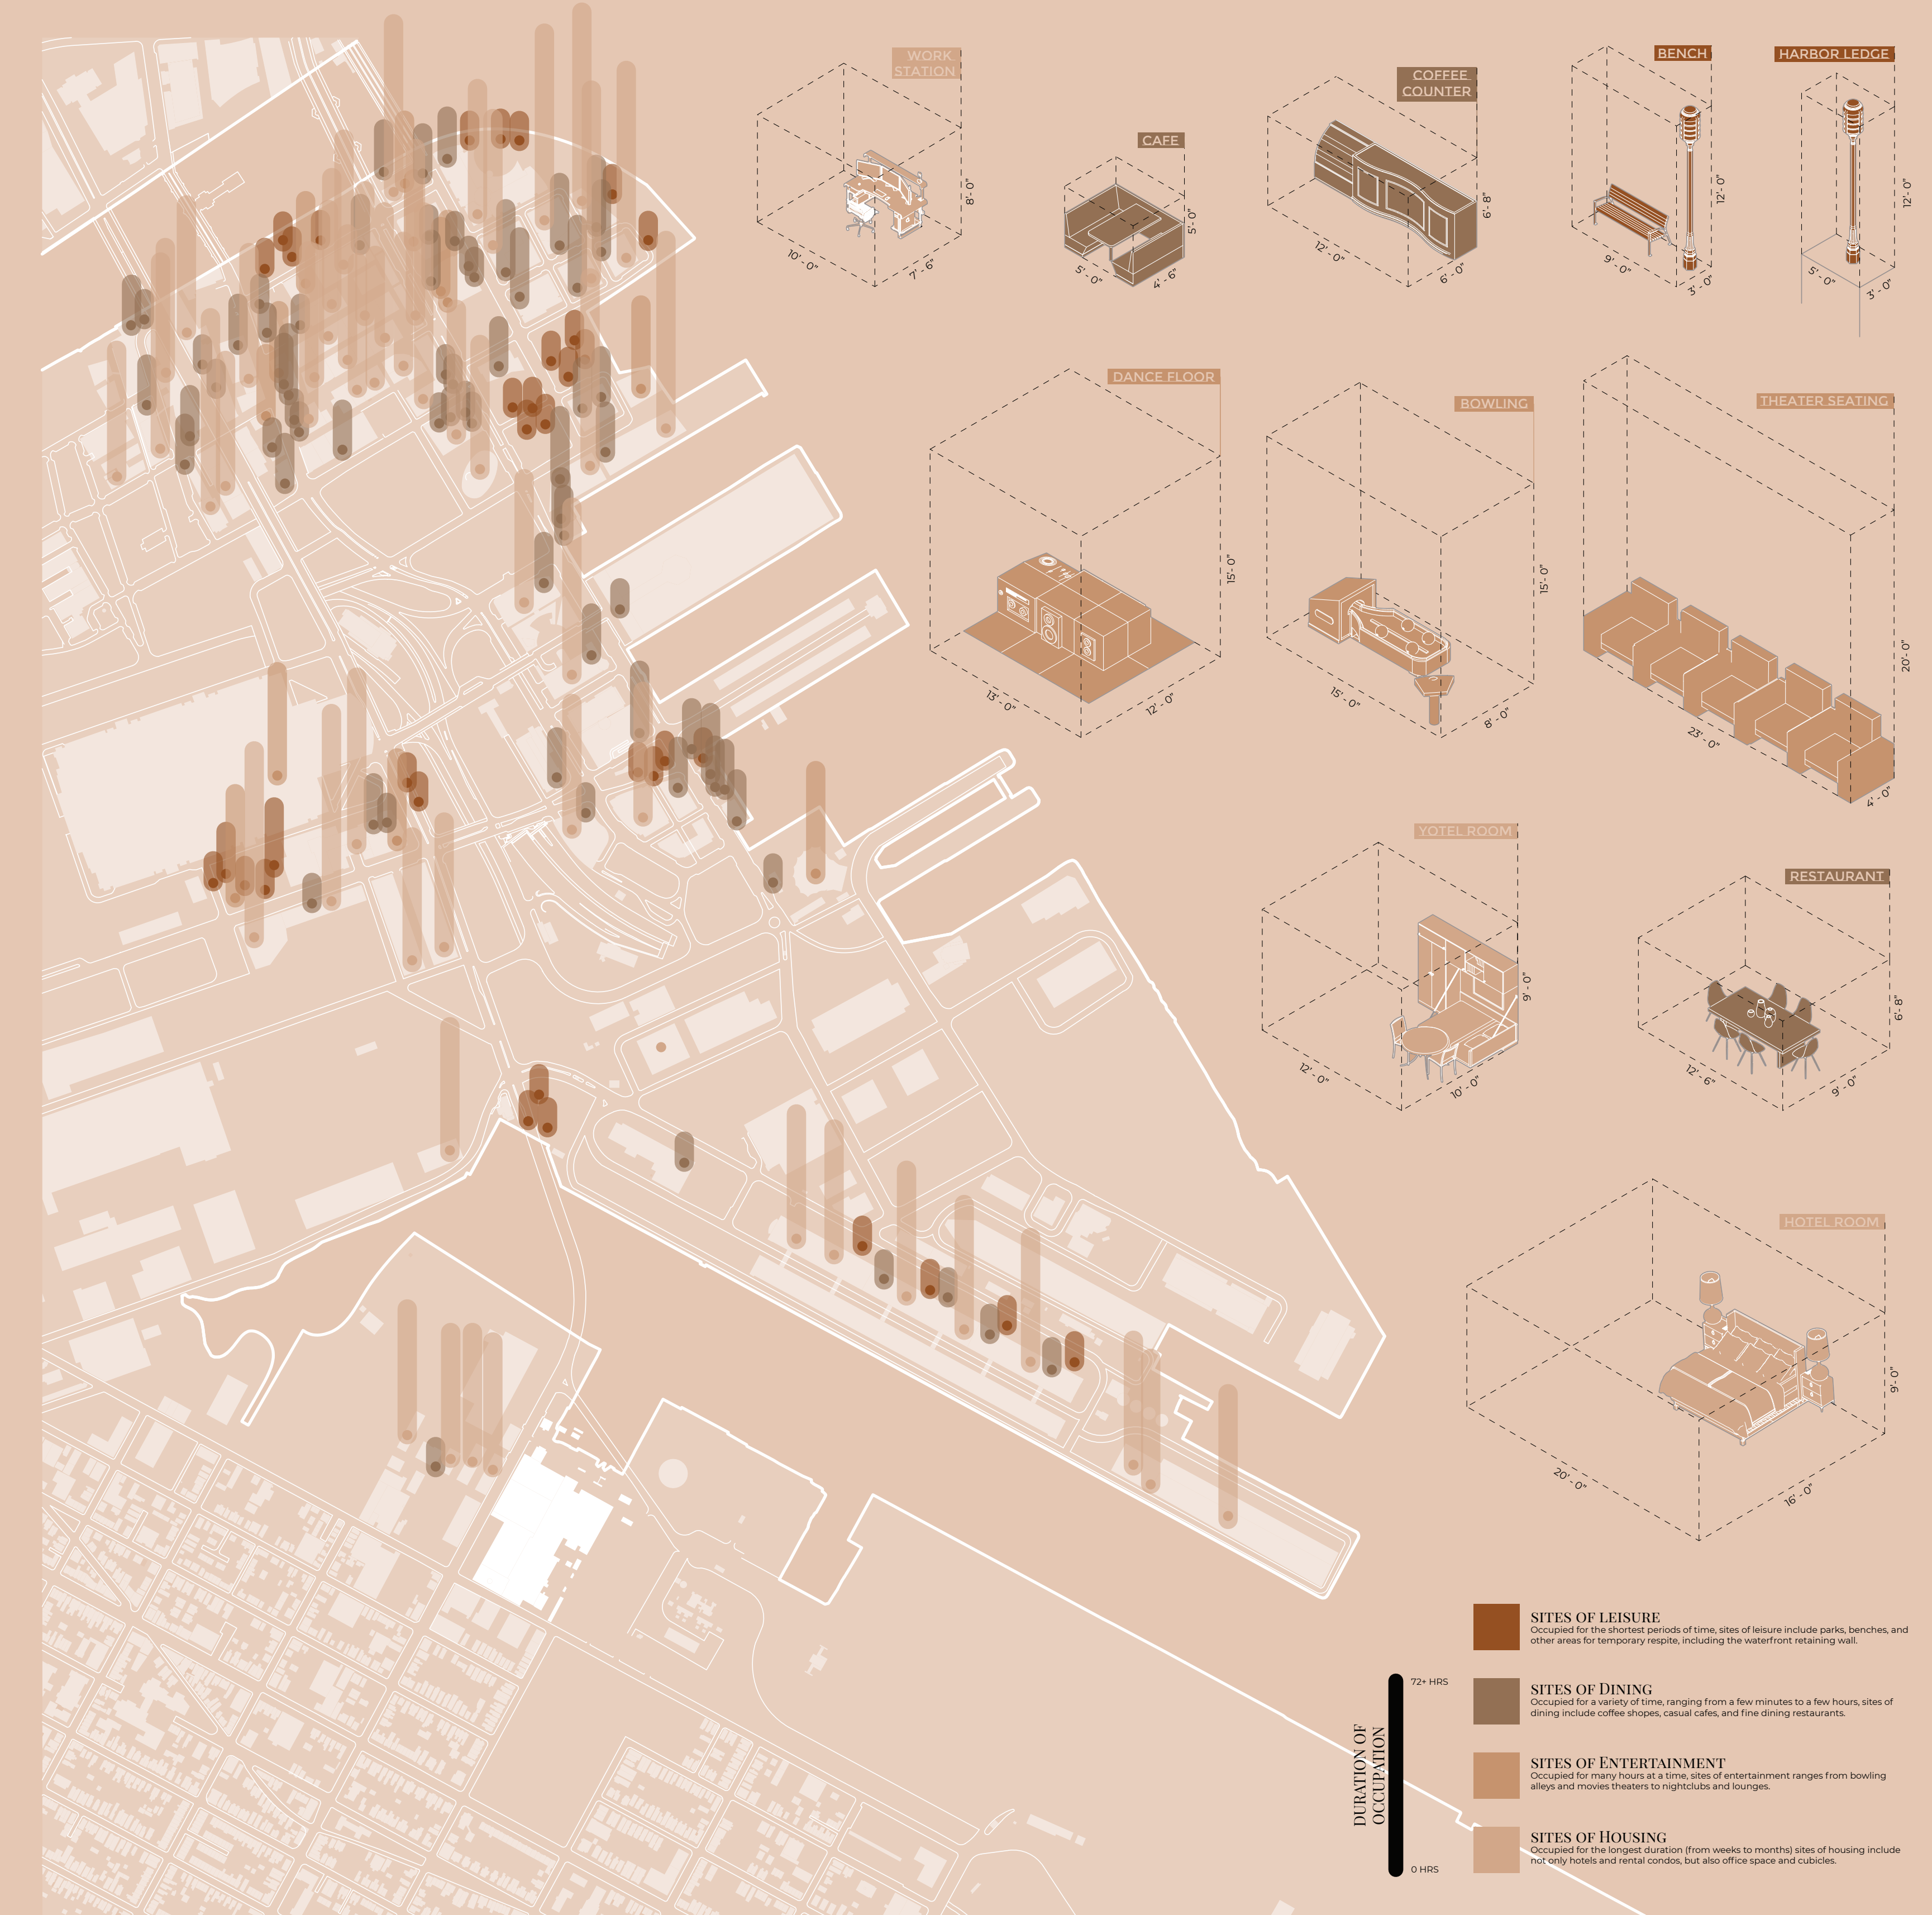 WORK
STATION
8'- 0"
10'- 0"
7'- 6"
CAFE
5'- 0"
5'- 0"
4'- 6"
COFFEE
COUNTER
6'- 8"
12'- 0"
6'- 0"
BENCH
12'- 0"
9'- 0"
3'- 0"
HARBOR LEDGE
12'- 0"
5'- 0"
3'- 0"
DANCE FLOOR
15'- 0"
13'- 0"
12'- 0"
BOWLING
15'- 0"
15'- 0"
8'- 0"
THEATER SEATING
20'- 0"
23'- 0"
4'- 0"
YOTEL ROOM
9'- 0"
12'- 0"
10'- 0"
RESTAURANT
6'- 8"
12'- 6"
9'- 0"
HOTEL ROOM
9'- 0"
20'- 0"
16'- 0"
DURATION OF
OCCUPATION
72+ HRS
0 HRS
SITES OF LEISURE
Occupied for the shortest periods of time, sites of leisure include parks, benches, and
other areas for temporary respite, including the waterfront retaining wall.
SITES OF DINING
Occupied for a variety of time, ranging from a few minutes to a few hours, sites of
dining include coffee shopes, casual cafes, and fine dining restaurants.
SITES OF ENTERTAINMENT
Occupied for many hours at a time, sites of entertainment ranges from bowling
alleys and movies theaters to nightclubs and lounges.
SITES OF HOUSING
Occupied for the longest duration (from weeks to months) sites of housing include
not only hotels and rental condos, but also office space and cubicles.